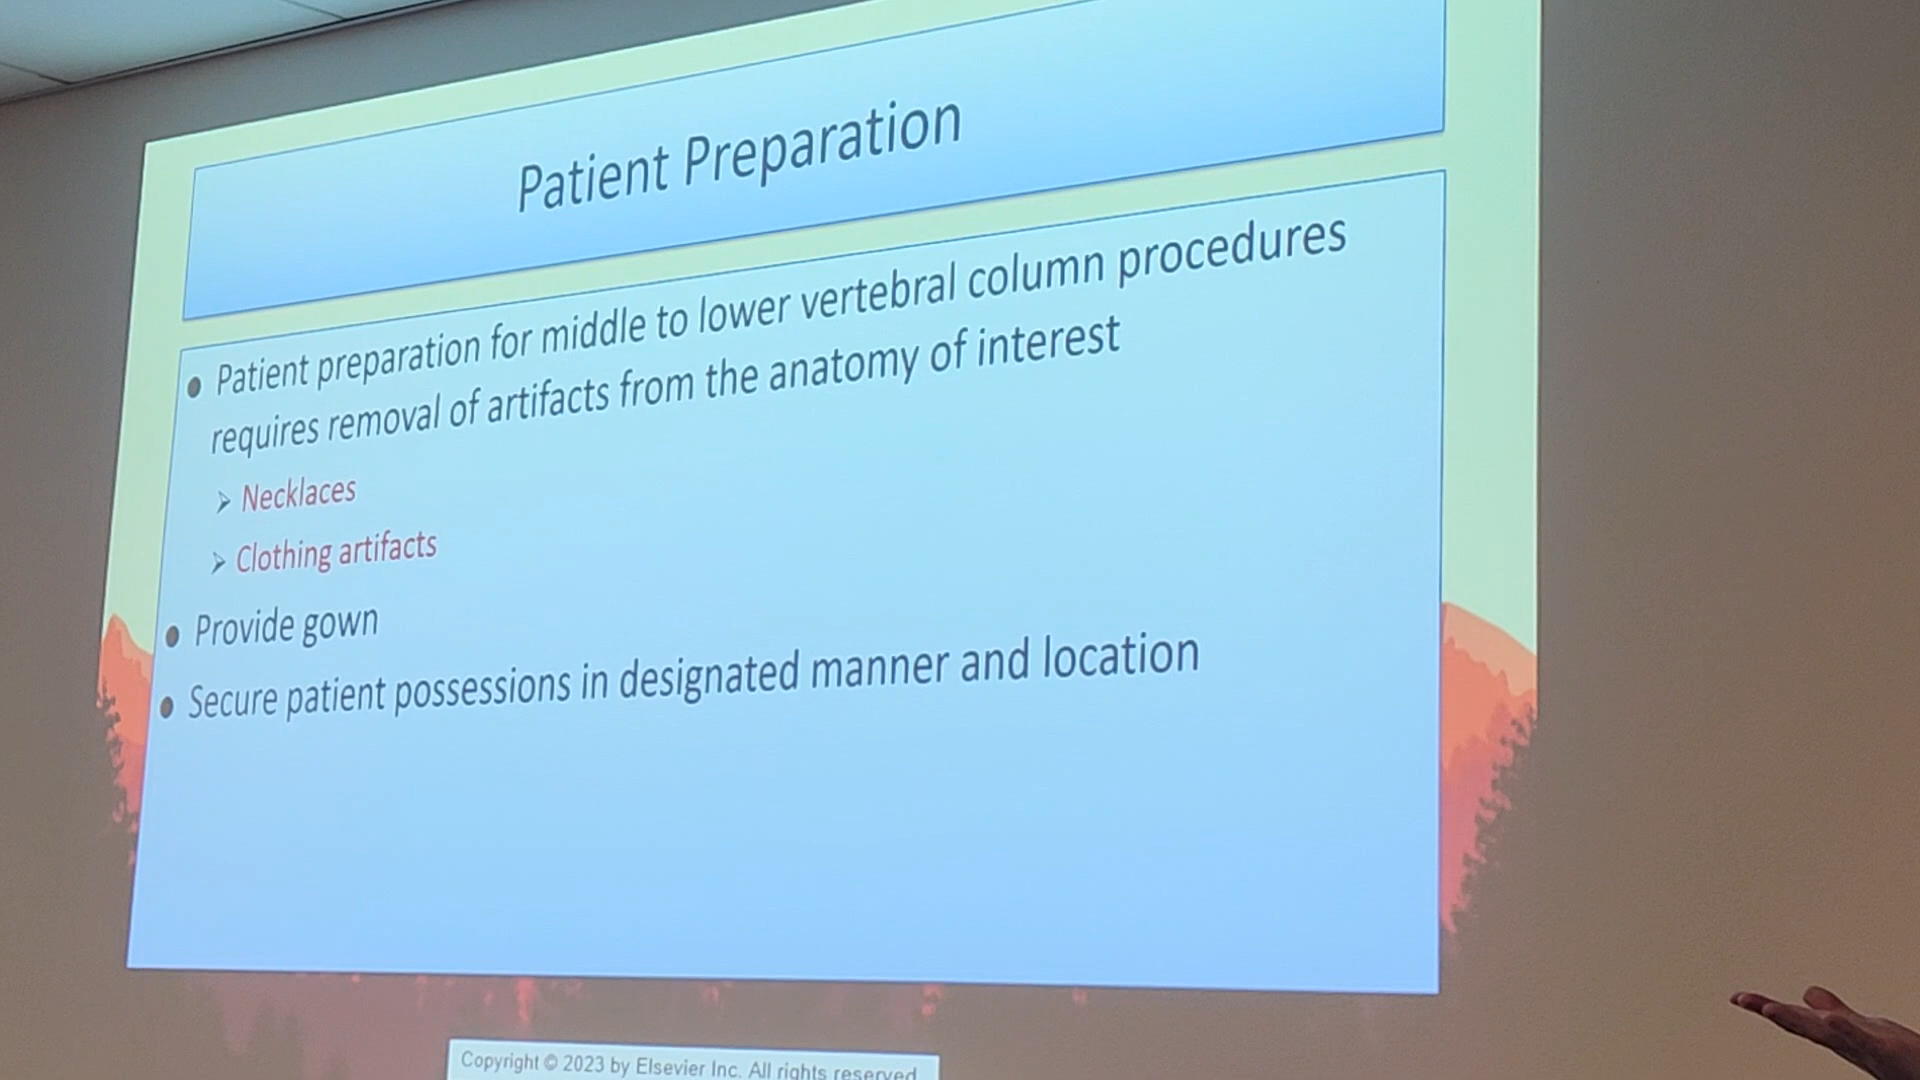 Patient Preparation
● Patient preparation for middle to lower vertebral column procedures
requires removal of artifacts from the anatomy of interest
➢ Necklaces
➢ Clothing artifacts
● Provide gown
● Secure patient possessions in designated manner and location
Copyright © 2023 by Elsevier Inc. All rights reserved